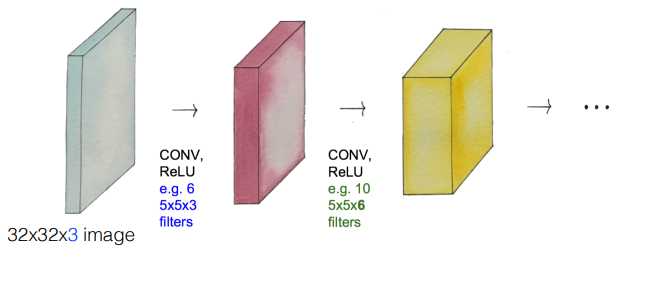 32x32x3 image
CONV,
ReLU
e.g. 6
5x5x3
filters
CONV,
ReLU
e.g. 10
5x5x6
filters
...